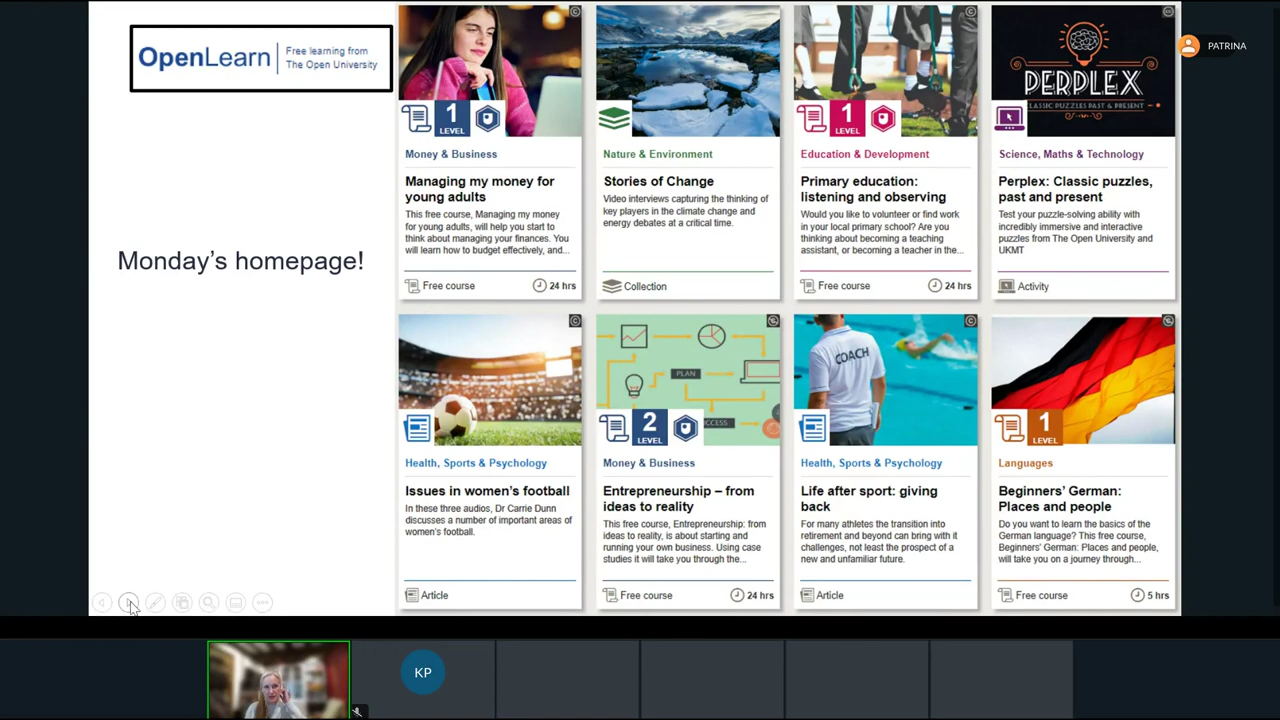 OpenLearn
Free learning from
The Open University
Monday's homepage!
1
LEVEL
Money & Business
Managing my money for
young adults
This free course, Managing my money
for young adults, will help you start to
think about managing your finances. You
will learn how to budget effectively, and...
Free course
24 hrs
Nature & Environment
Stories of Change
Video interviews capturing the thinking of
key players in the climate change and
energy debates at a critical time.
Collection
1
LEVEL
Education & Development
Primary education:
listening and observing
Would you like to volunteer or find work
in your local primary school? Are you
thinking about becoming a teaching
assistant, or becoming a teacher in the...
Free course
24 hrs
PERPLEX
CLASSIC PUZZLES PAST & PRESENT
Science, Maths & Technology
Perplex: Classic puzzles,
past and present
Test your puzzle-solving ability with
incredibly immersive and interactive
puzzles from The Open University and
UKMT
Activity
PATRINA
Health, Sports & Psychology
Issues in women's football
In these three audios, Dr Carrie Dunn
discusses a number of important areas of
women's football.
Article
PLAN
2
LEVEL
Money & Business
Entrepreneurship – from
ideas to reality
This free course, Entrepreneurship: from
ideas to reality, is about starting and
running your own business. Using case
studies it will take you through the...
Free course
24 hrs
COACH
Health, Sports & Psychology
Life after sport: giving
back
For many athletes the transition into
retirement and beyond can bring with it
challenges, not least the prospect of a
new and unfamiliar future.
Article
1
LEVEL
Languages
Beginners' German:
Places and people
Do you want to learn the basics of the
German language? This free course,
Beginners' German: Places and people,
will take you on a journey through...
Free course
5 hrs
KP